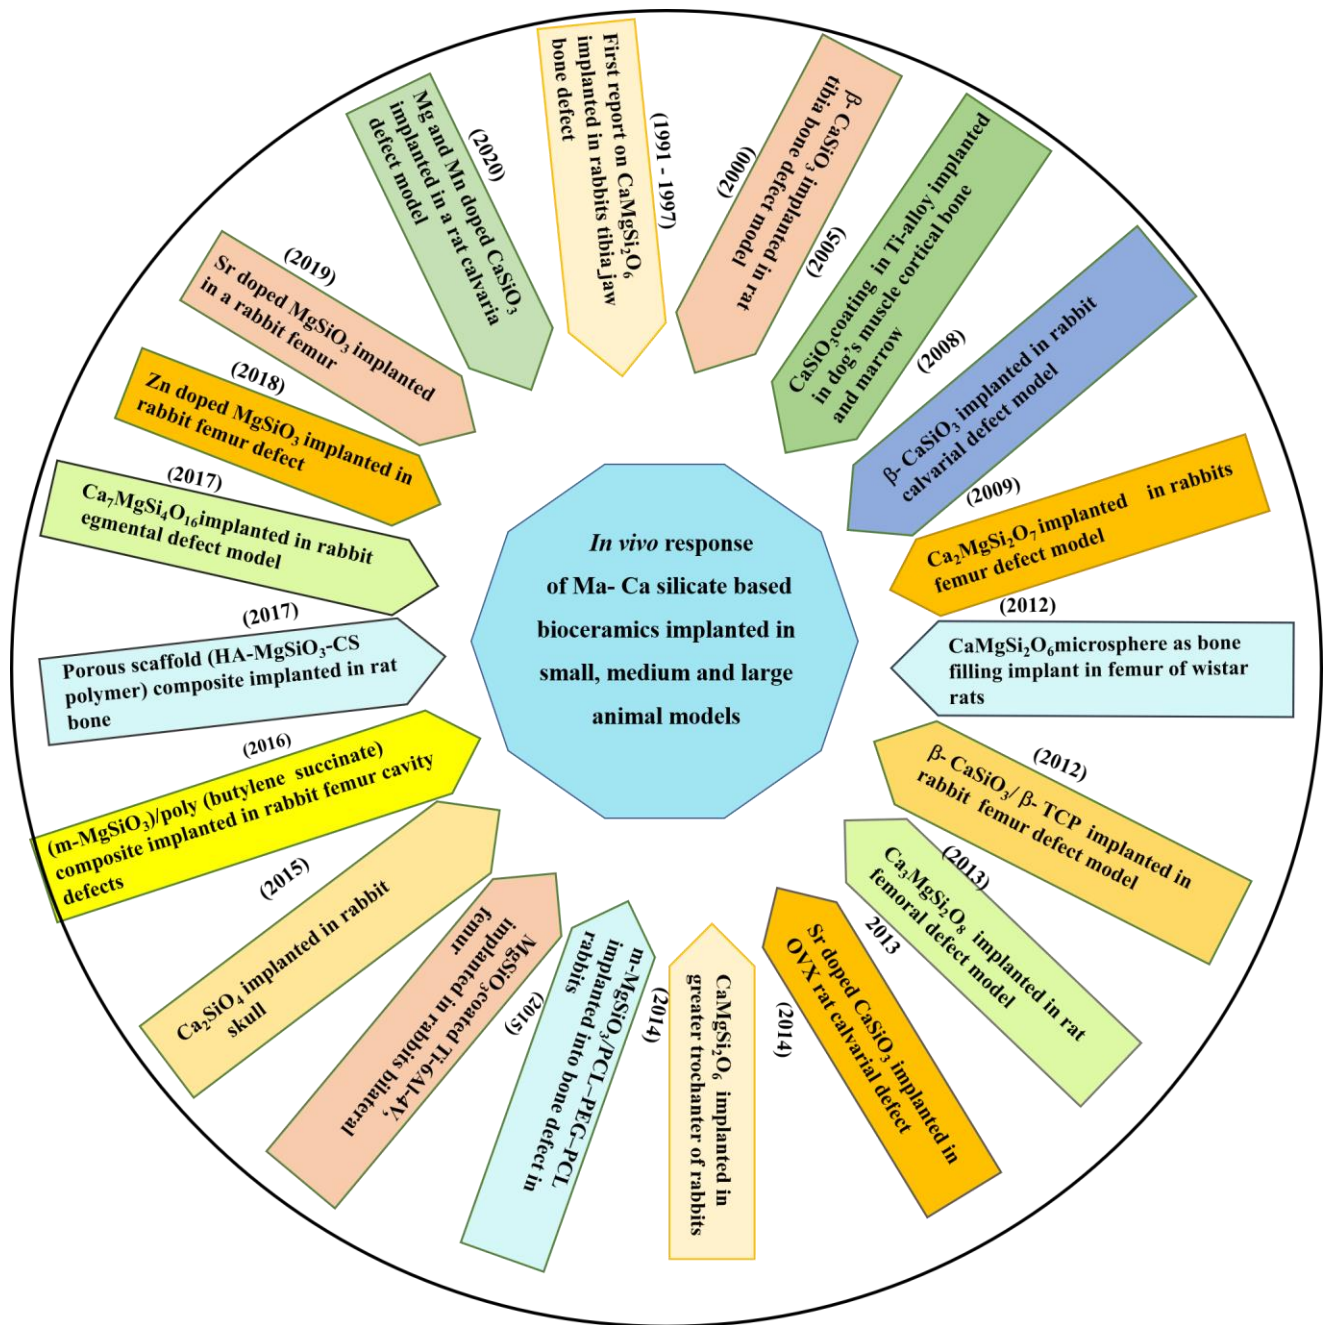 First report on CaMgSi₂O₆
implanted in rabbits tibia jaw
bone defect
(1991 - 1997)
β- CaSiO₃ implanted in rat
tibia bone defect model
(2000)
CaSiO₃coating in Ti-alloy implanted
in dog's muscle cortical bone
and marrow
(2005)
β- CaSiO₃ implanted in rabbit
calvarial defect model
(2008)
Ca₂MgSi₂O₇ implanted in rabbits
femur defect model
(2009)
CaMgSi₂O₆microsphere as bone
filling implant in femur of wistar
rats
(2012)
β- CaSiO₃/ β- TCP implanted in
rabbit femur defect model
(2012)
Ca₃MgSi₂O₈ implanted in rat
femoral defect model
(2013)
Sr doped CaSiO₃ implanted in
OVX rat calvarial defect
2013
CaMgSi₂O₆ implanted in
greater trochanter of rabbits
(2014)
m-MgSiO₃/PCL–PEG–PCL
implanted into bone defect in
rabbits
(2014)
MgSiO₃coated Ti-6Al-4V,
implanted in rabbits bilateral
femur
(2015)
Ca₂SiO₄ implanted in rabbit
skull
(2015)
(m-MgSiO₃)/poly (butylene succinate)
composite implanted in rabbit femur cavity
defects
(2016)
Porous scaffold (HA-MgSiO₃-CS
polymer) composite implanted in rat
bone
(2017)
Ca₇MgSi₄O₁₆implanted in rabbit
egmental defect model
(2017)
Zn doped MgSiO₃ implanted in
rabbit femur defect
(2018)
Sr doped MgSiO₃ implanted
in a rabbit femur
(2019)
Mg and Mn doped CaSiO₃
implanted in a rat calvaria
defect model
(2020)
In vivo response
of Ma- Ca silicate based
bioceramics implanted in
small, medium and large
animal models